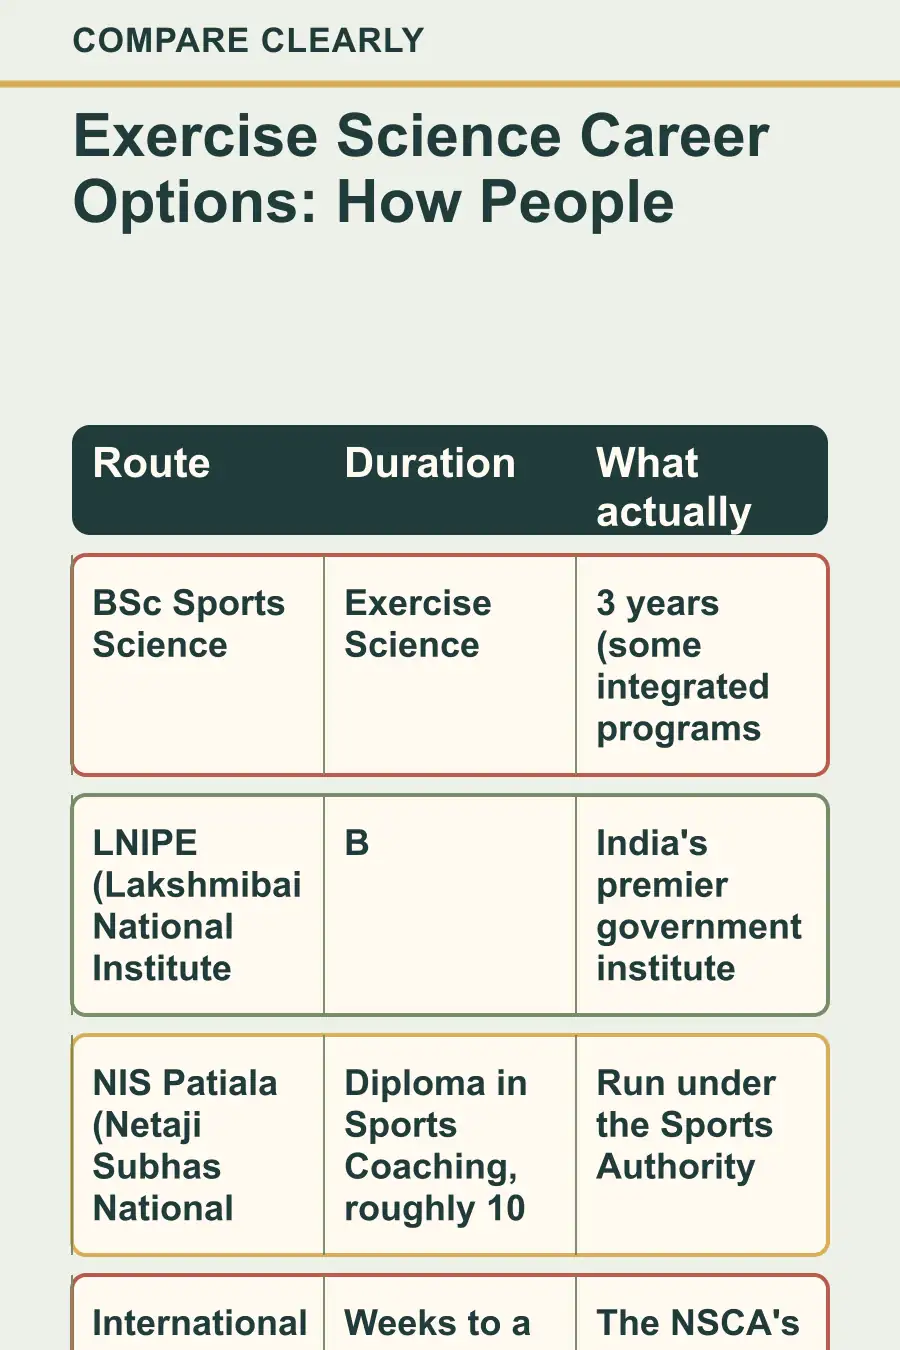 COMPARE CLEARLY
Exercise Science Career
Options: How People
Route
Duration
What
actually
BSc Sports
Science
Exercise
Science
3 years
(some
integrated
programs
LNIPE
(Lakshmibai
National
Institute
B
India's
premier
government
institute
NIS Patiala
(Netaji
Subhas
National
Diploma in
Sports
Coaching,
roughly 10
Run under
the Sports
Authority
International
Weeks to a
The NSCA's